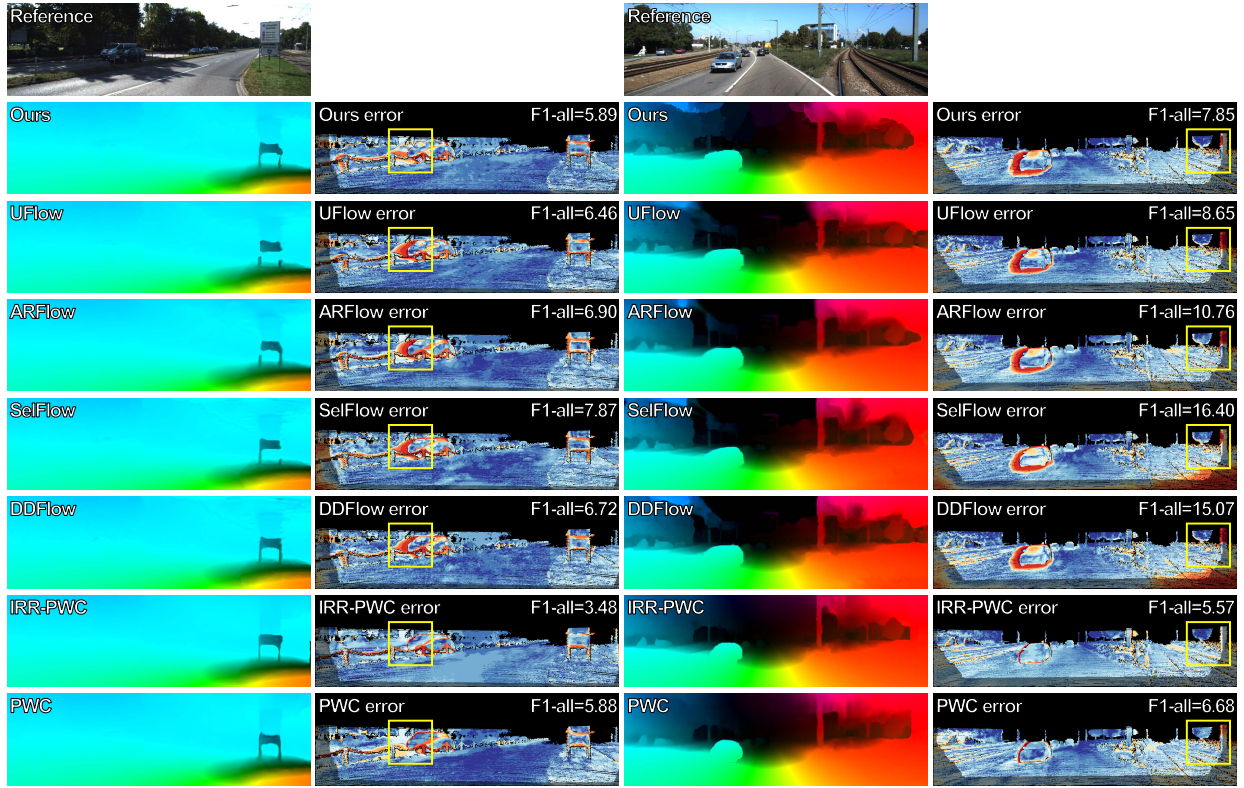 Reference Reference
Ours Ours error F1-all=5.89 Ours Ours error F1-all=7.85
UFlow UFlow error F1-all=6.46 UFlow UFlow error F1-all=8.65
ARFlow ARFlow error F1-all=6.90 ARFlow ARFlow error F1-all=10.76
SelFlow SelFlow error F1-all=7.87 SelFlow SelFlow error F1-all=16.40
DDFlow DDFlow error F1-all=6.72 DDFlow DDFlow error F1-all=15.07
IRR-PWC IRR-PWC error F1-all=3.48 IRR-PWC IRR-PWC error F1-all=5.57
PWC PWC error F1-all=5.88 PWC PWC error F1-all=6.68